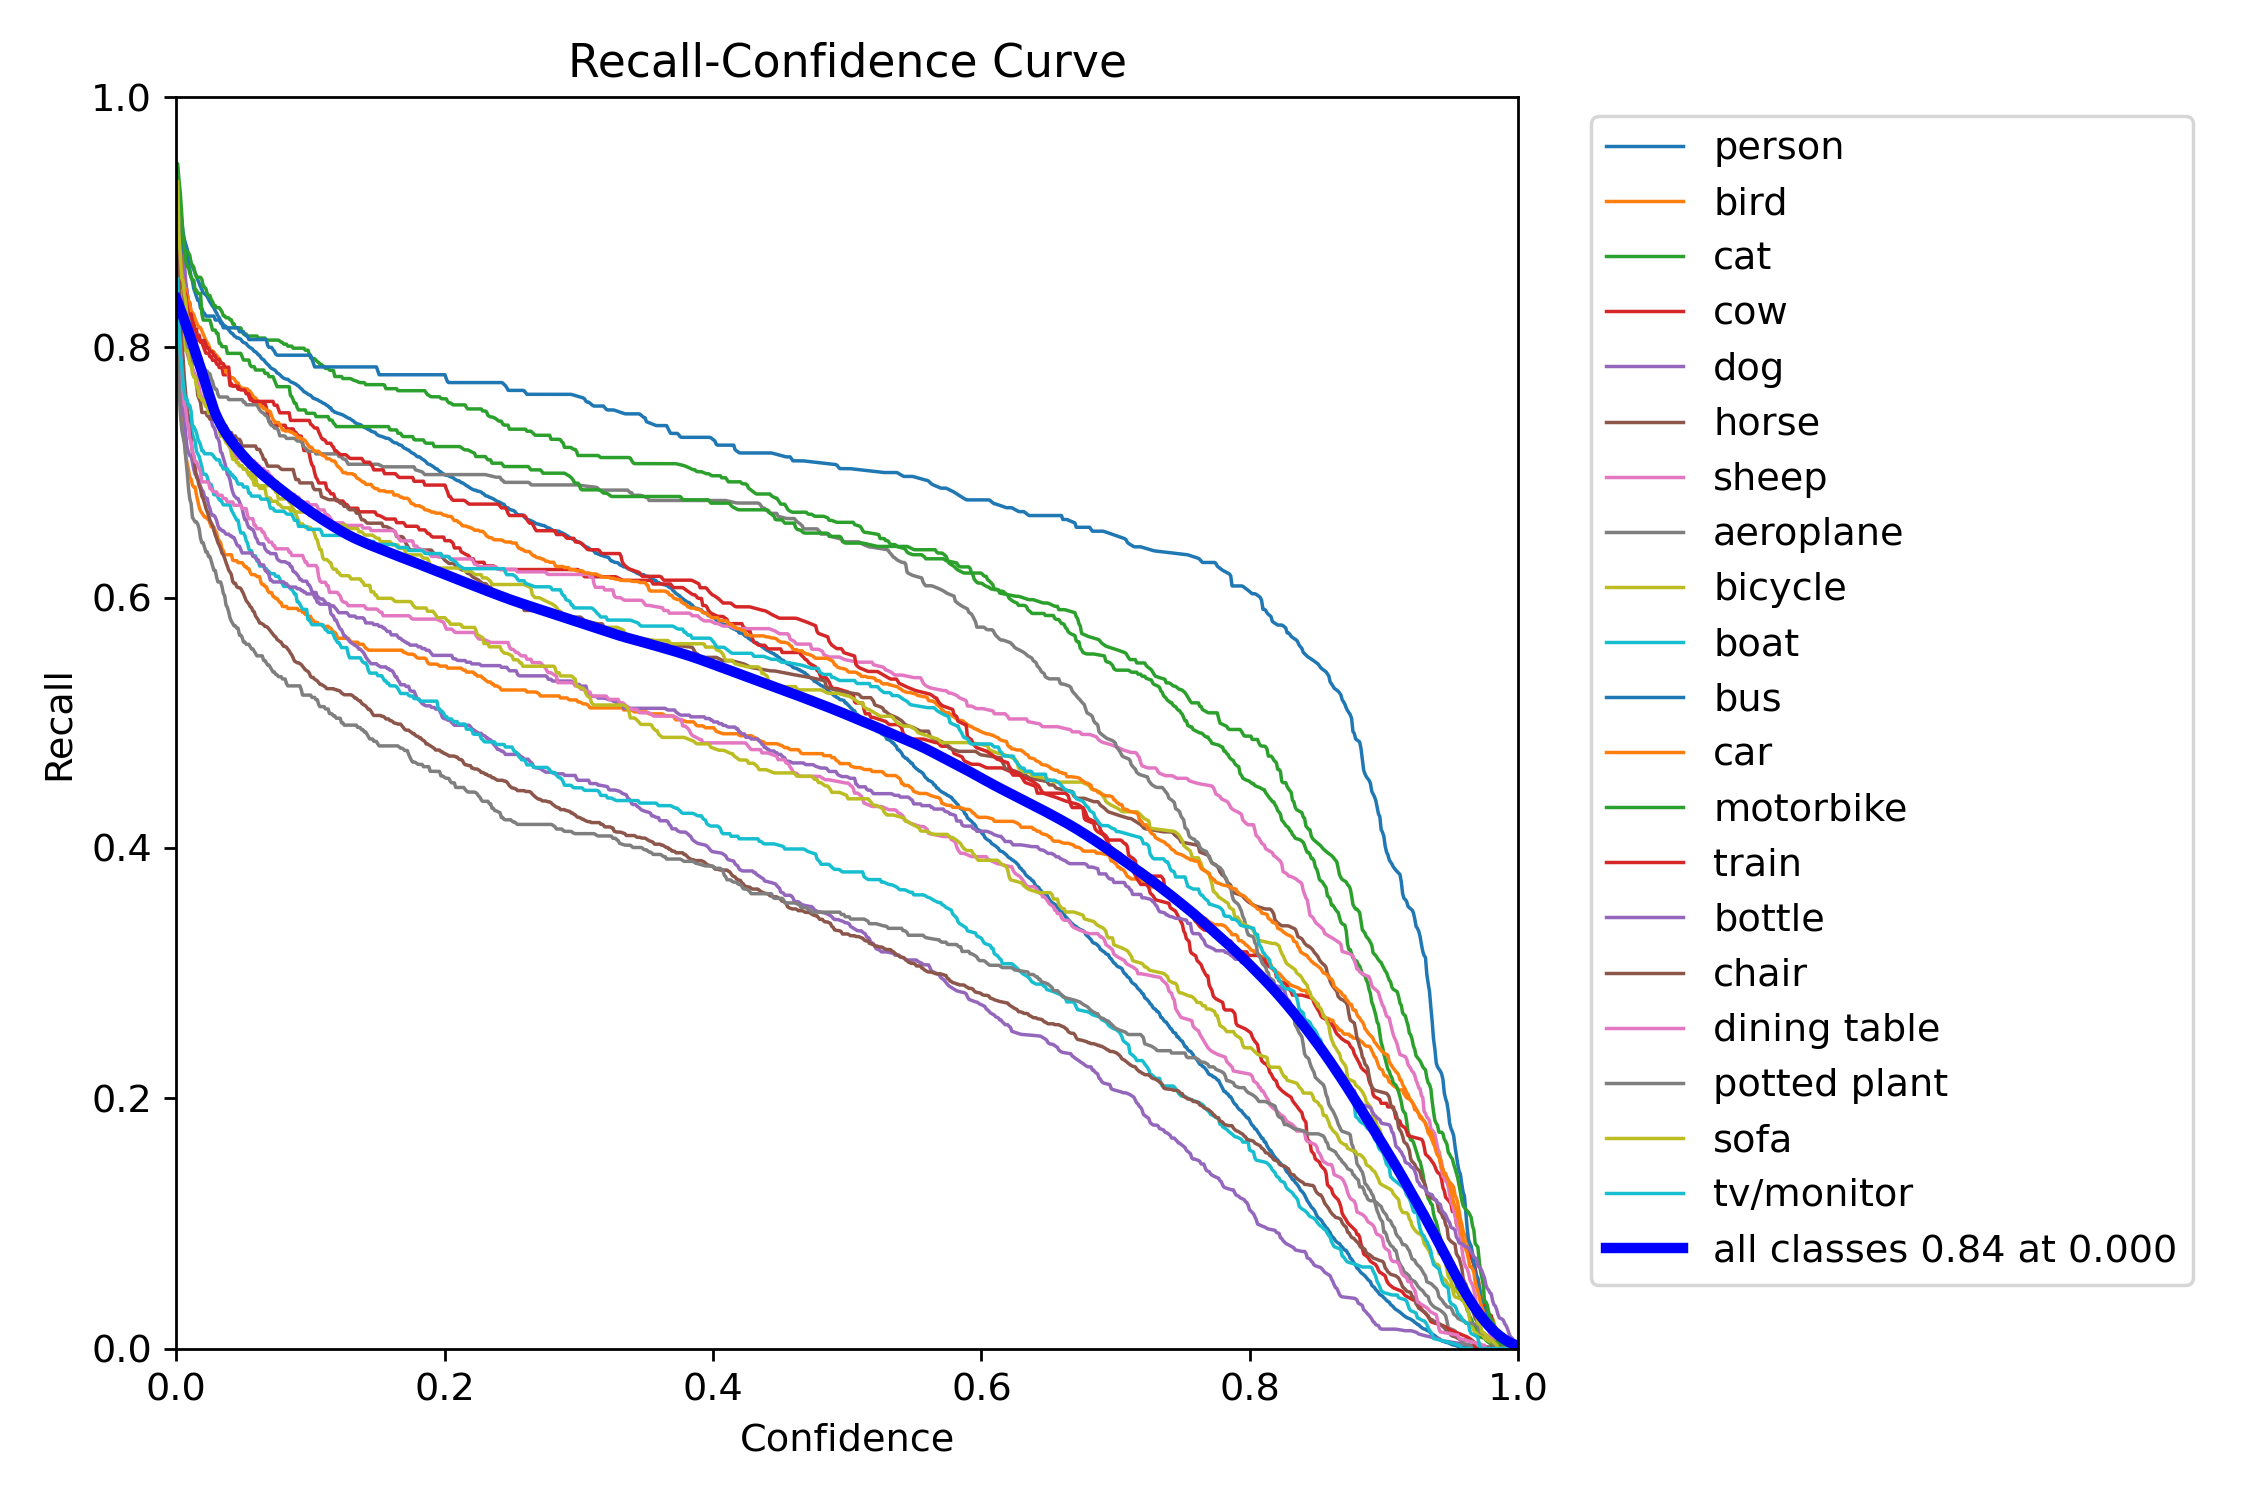 Recall-Confidence Curve
1.0
0.8
0.6
0.4
0.2
0.0
Recall
0.0 0.2 0.4 0.6 0.8 1.0
Confidence
person
bird
cat
cow
dog
horse
sheep
aeroplane
bicycle
boat
bus
car
motorbike
train
bottle
chair
dining table
potted plant
sofa
tv/monitor
all classes 0.84 at 0.000